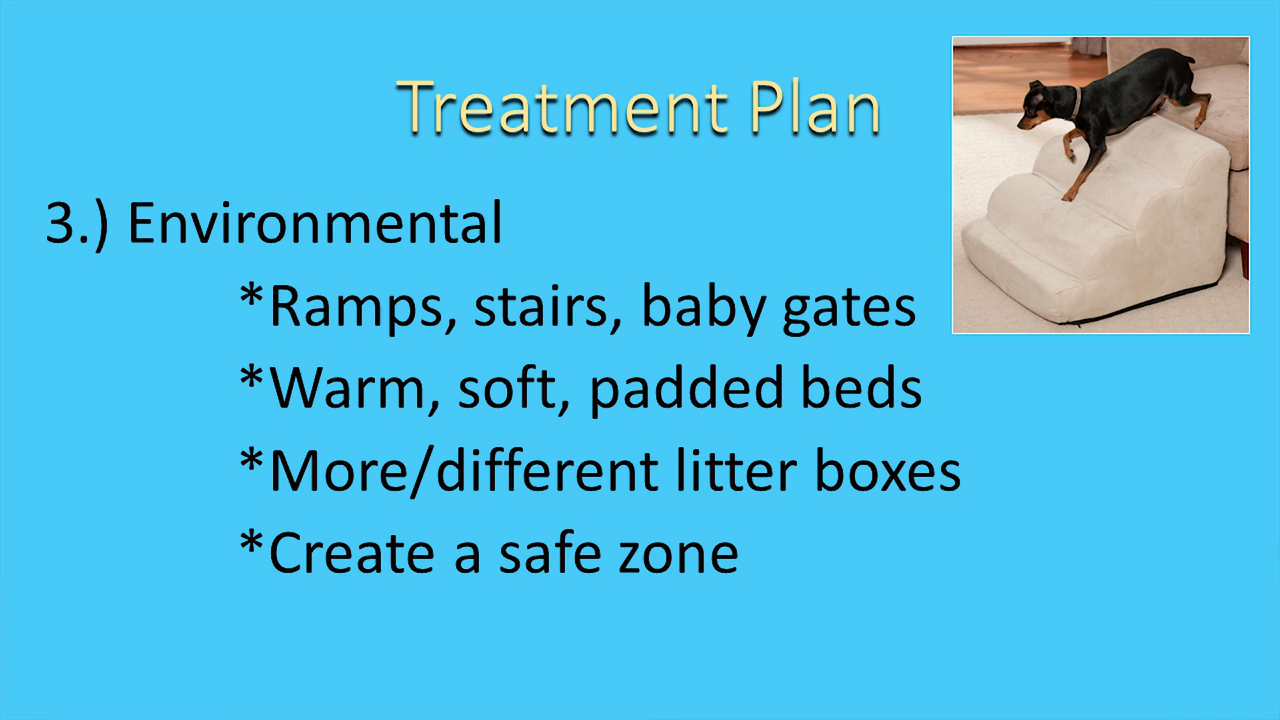 Treatment Plan
3.) Environmental
*Ramps, stairs, baby gates
*Warm, soft, padded beds
*More/different litter boxes
*Create a safe zone